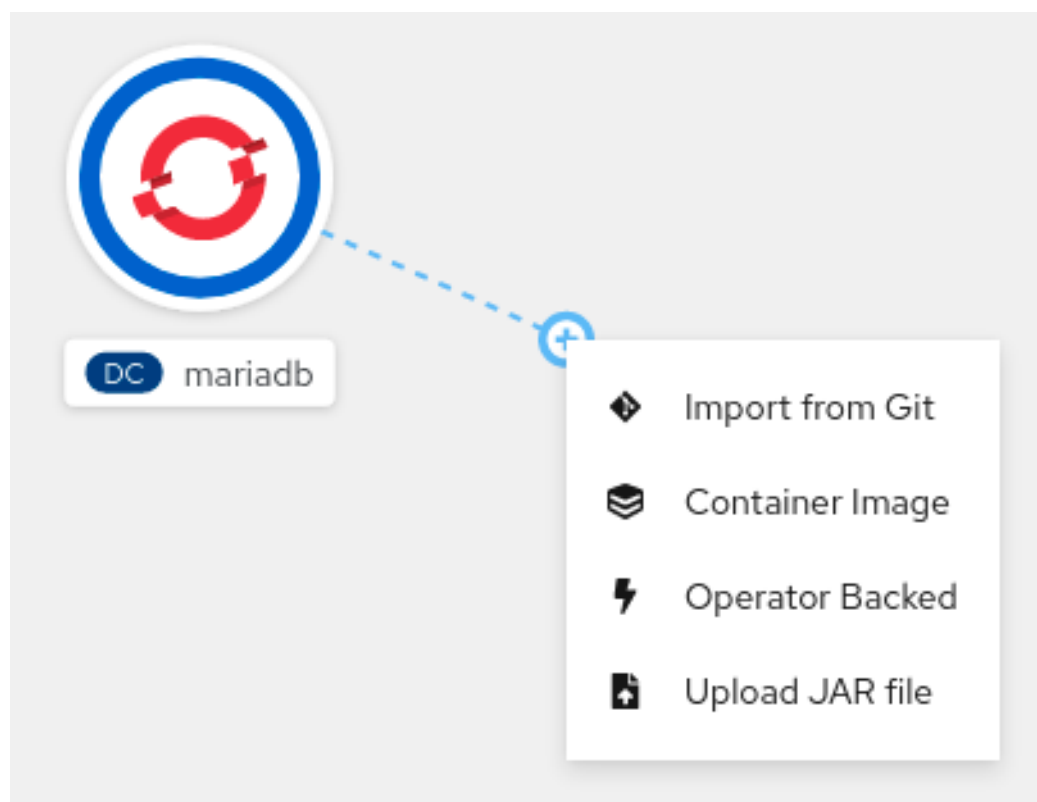 DC mariadb
Import from Git
Container Image
Operator Backed
Upload JAR file